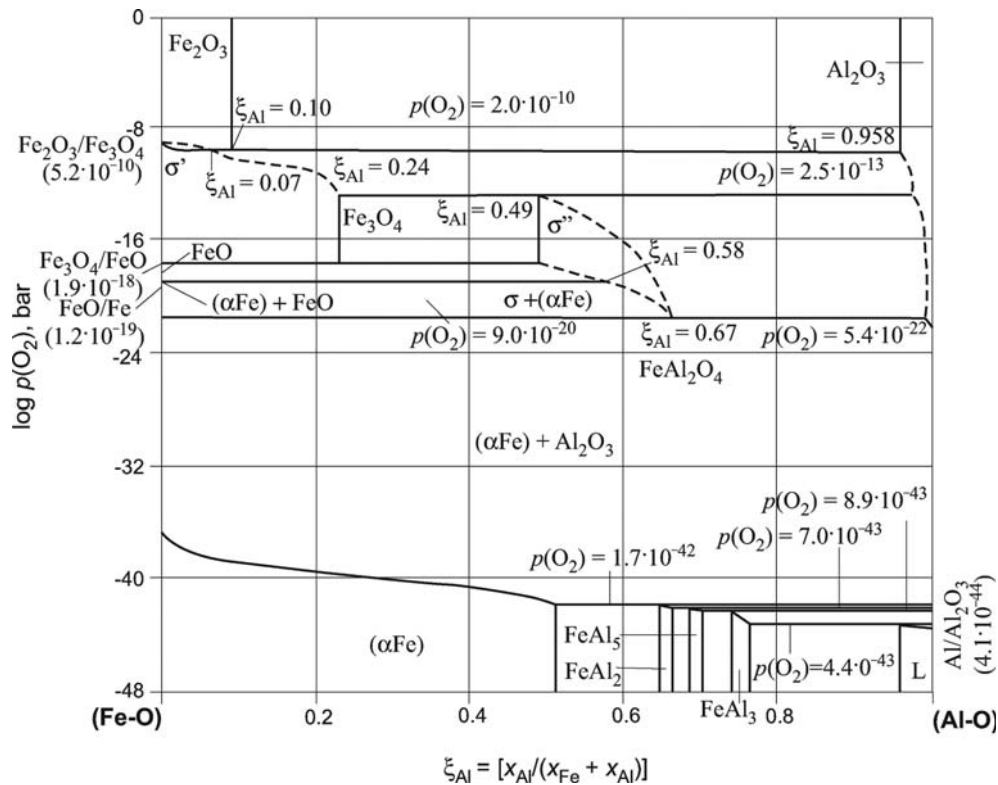 0
Fe₂O₃
Al₂O₃
p(O₂) = 2.0·10⁻¹⁰
ξAl = 0.10
-8
ξAl = 0.958
Fe₂O₃/Fe₃O₄
(5.2·10⁻¹⁰)
σ'
ξAl = 0.07
ξAl = 0.24
p(O₂) = 2.5·10⁻¹³
Fe₃O₄
ξAl = 0.49
σ"
-16
ξAl = 0.58
Fe₃O₄/FeO
(1.9·10⁻¹⁸)
FeO
FeO/Fe
(1.2·10⁻¹⁹)
(αFe) + FeO
σ +(αFe)
p(O₂) = 9.0·10⁻²⁰
ξAl = 0.67
p(O₂) = 5.4·10⁻²²
-24
FeAl₂O₄
log p(O₂), bar
(αFe) + Al₂O₃
-32
p(O₂) = 8.9·10⁻⁴³
p(O₂) = 7.0·10⁻⁴³
p(O₂) = 1.7·10⁻⁴²
-40
Al/Al₂O₃
(4.1·10⁻⁴⁴)
(αFe)
FeAl₅
FeAl₂
p(O₂)=4.4·0⁻⁴³
L
-48
FeAl₃
(Fe-O)
0.2
0.4
0.6
0.8
(Al-O)
ξAl = [xAl/(xFe + xAl)]